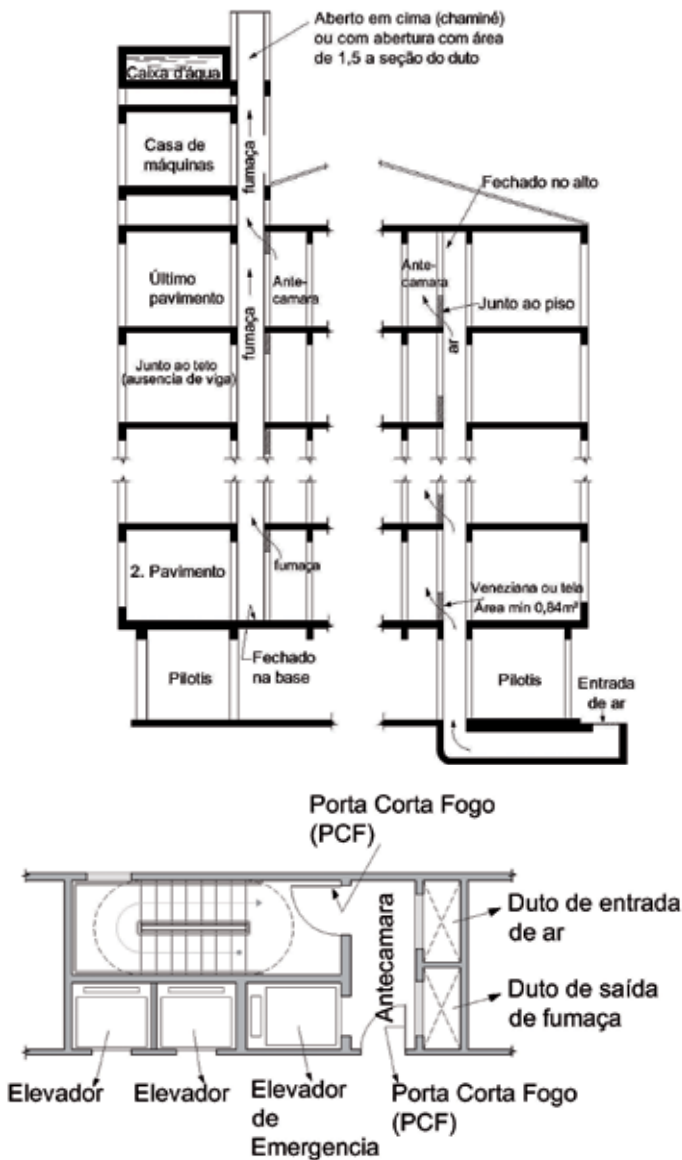 Aberto em cima (chaminé)
ou com abertura com área
de 1,5 a seção do duto
Caixa d'água
Casa de
máquinas
fumaça
Fechado no alto
Último
pavimento
fumaça
Ante-
camara
Ante-
camara
Junto ao piso
ar
Junto ao teto
(ausencia de viga)
2. Pavimento
fumaça
Veneziana ou tela
Área min 0,84m²
Pilotis
Fechado
na base
Pilotis
Entrada
de ar
Porta Corta Fogo
(PCF)
Antecamara
Duto de entrada
de ar
Duto de saída
de fumaça
Elevador
Elevador
Elevador
de
Emergencia
Porta Corta Fogo
(PCF)